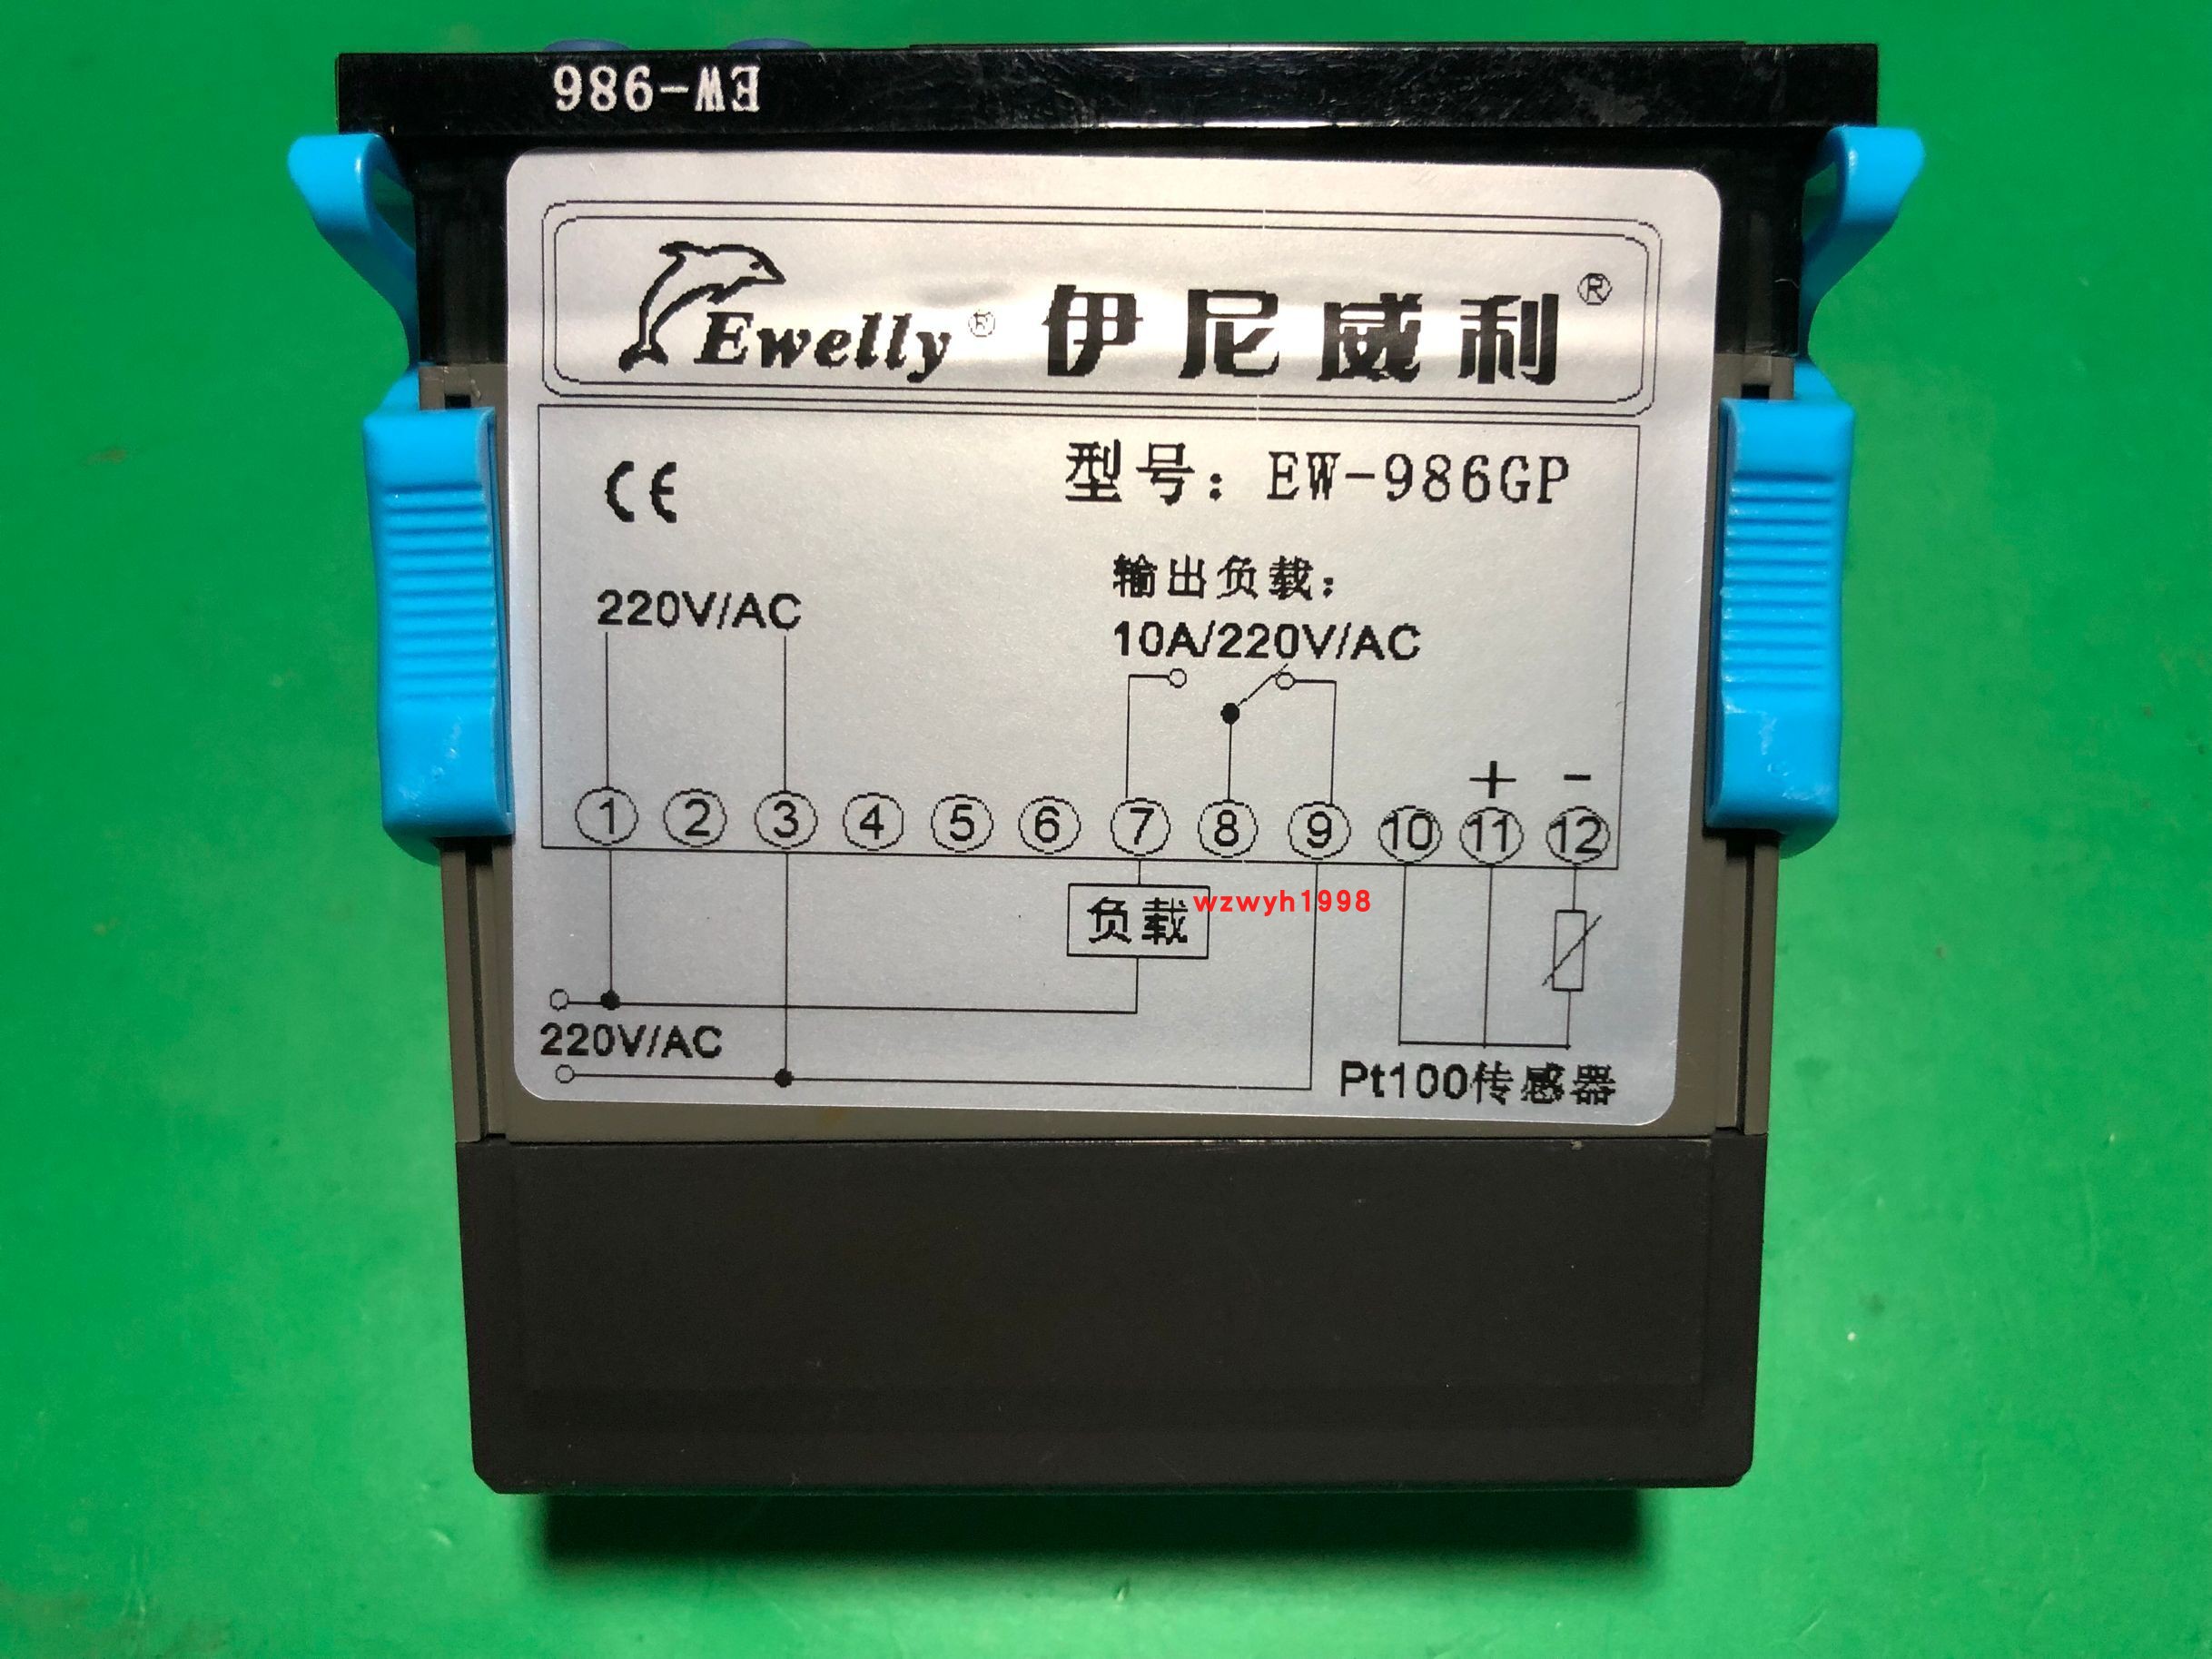 EW-986
Ewelly® 伊尼威利®
CE
型号: EW-986GP
输出负载:
220V/AC
10A/220V/AC
+ -
1 2 3 4 5 6 7 8 9 10 11 12
负载
wzwyh1998
220V/AC
Pt100传感器